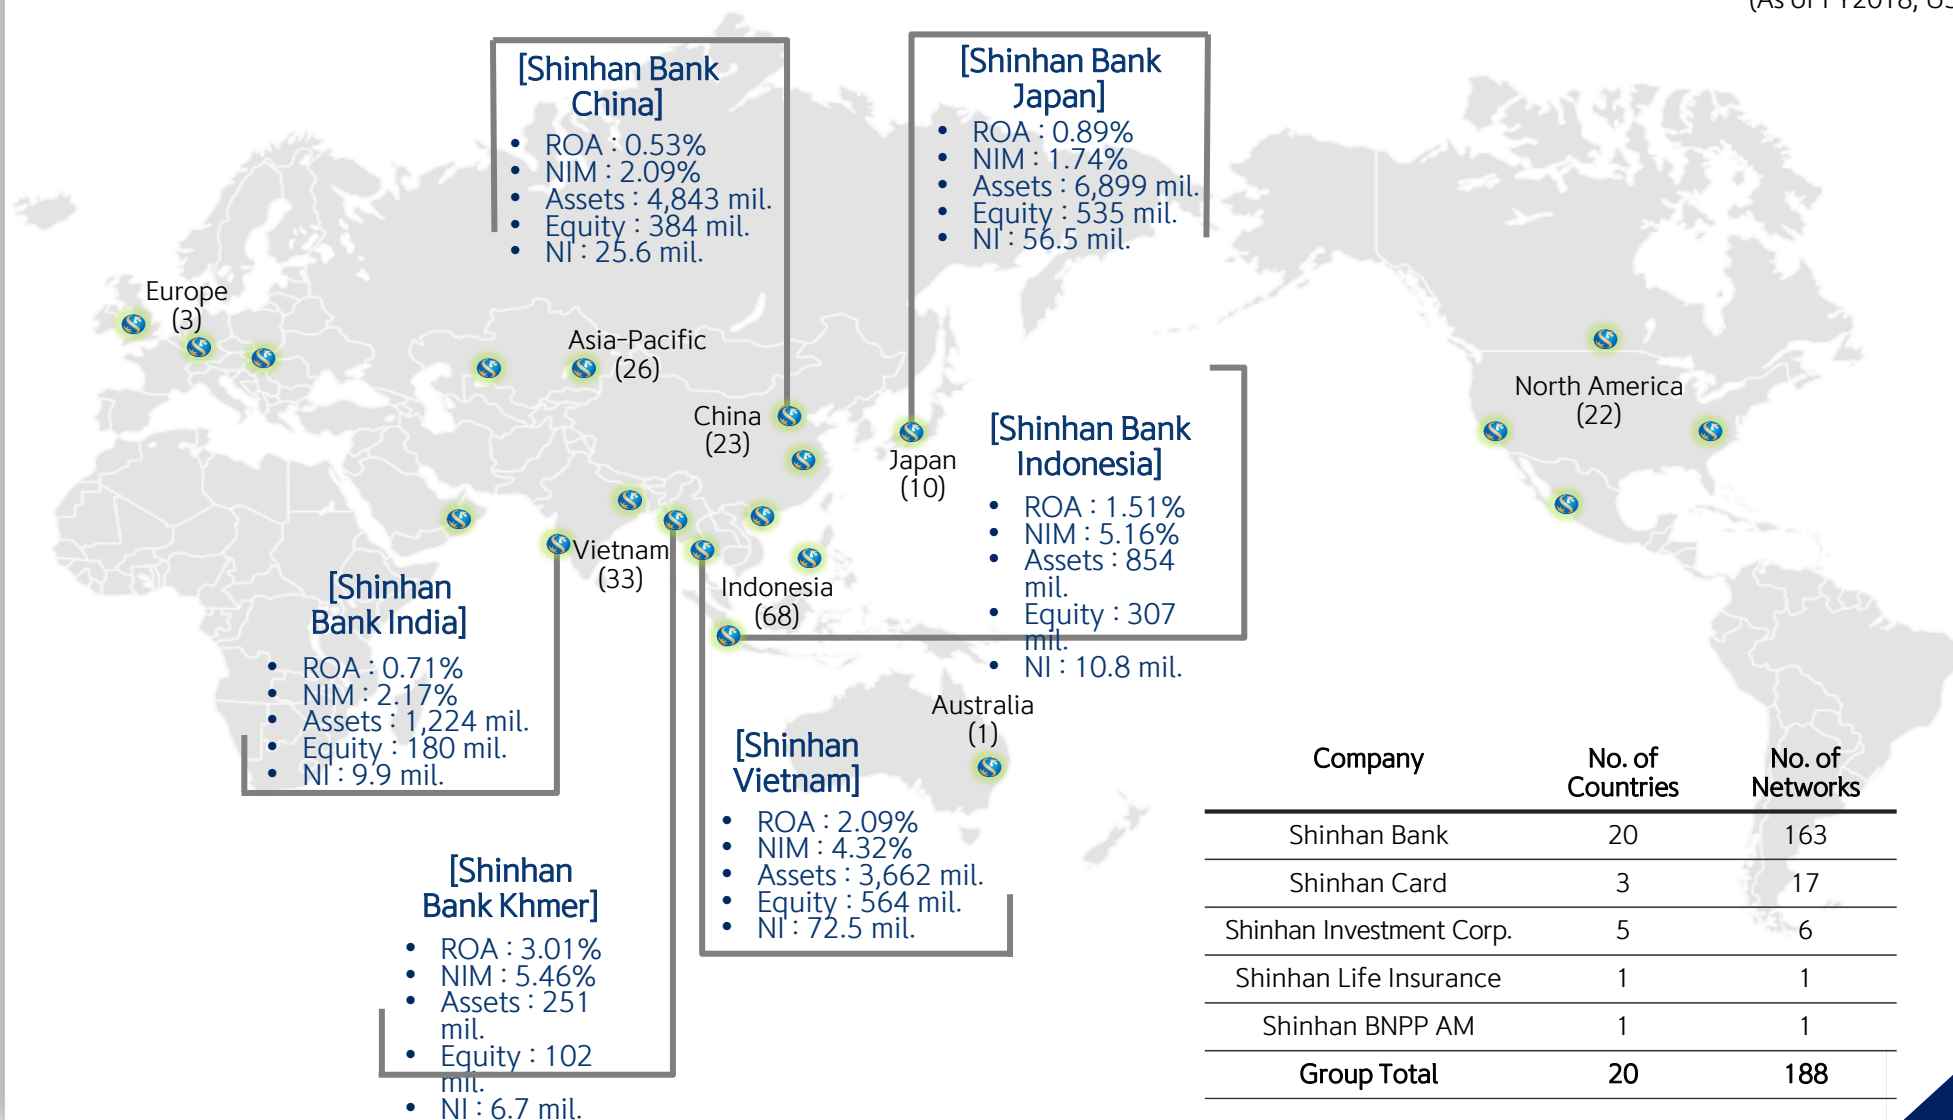 (As of FY2018, US
[Shinhan Bank
China]
• ROA : 0.53%
• NIM : 2.09%
• Assets : 4,843 mil.
• Equity : 384 mil.
• NI : 25.6 mil.
[Shinhan Bank
Japan]
• ROA : 0.89%
• NIM : 1.74%
• Assets : 6,899 mil.
• Equity : 535 mil.
• NI : 56.5 mil.
Europe
(3)
Asia-Pacific
(26)
China
(23)
Japan
(10)
North America
(22)
[Shinhan Bank
Indonesia]
• ROA : 1.51%
• NIM : 5.16%
• Assets : 854
mil.
• Equity : 307
mil.
• NI : 10.8 mil.
Vietnam
(33)
Indonesia
(68)
[Shinhan
Bank India]
• ROA : 0.71%
• NIM : 2.17%
• Assets : 1,224 mil.
• Equity : 180 mil.
• NI : 9.9 mil.
Australia
(1)
[Shinhan
Vietnam]
• ROA : 2.09%
• NIM : 4.32%
• Assets : 3,662 mil.
• Equity : 564 mil.
• NI : 72.5 mil.
[Shinhan
Bank Khmer]
• ROA : 3.01%
• NIM : 5.46%
• Assets : 251
mil.
• Equity : 102
mil.
• NI : 6.7 mil.
Company No. of Countries No. of Networks
Shinhan Bank 20 163
Shinhan Card 3 17
Shinhan Investment Corp. 5 6
Shinhan Life Insurance 1 1
Shinhan BNPP AM 1 1
Group Total 20 188